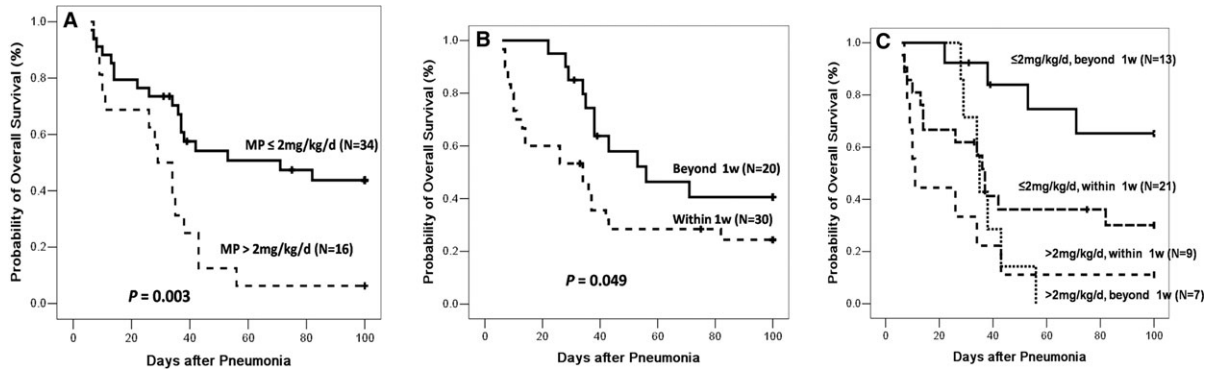 A
Probability of Overall Survival (%)
1.0
0.8
0.6
0.4
0.2
0.0
MP ≤ 2mg/kg/d (N=34)
MP > 2mg/kg/d (N=16)
P = 0.003
0 20 40 60 80 100
Days after Pneumonia
B
Probability of Overall Survival (%)
1.0
0.8
0.6
0.4
0.2
0.0
Beyond 1w (N=20)
Within 1w (N=30)
P = 0.049
0 20 40 60 80 100
Days after Pneumonia
C
Probability of Overall Survival (%)
1.0
0.8
0.6
0.4
0.2
0.0
≤2mg/kg/d, beyond 1w (N=13)
≤2mg/kg/d, within 1w (N=21)
>2mg/kg/d, within 1w (N=9)
>2mg/kg/d, beyond 1w (N=7)
0 20 40 60 80 100
Days after Pneumonia